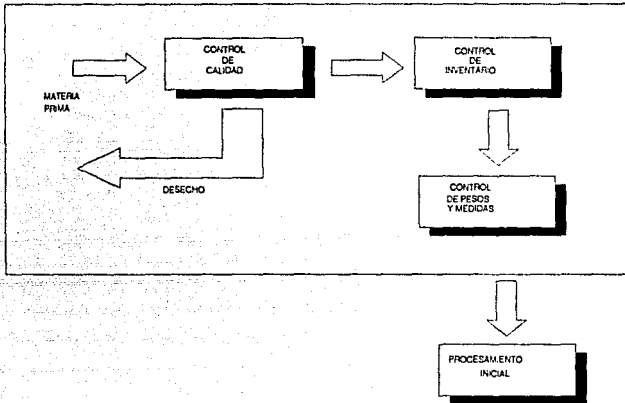 CONTROL
DE
CALIDAD
CONTROL
DE
INVENTARIO
MATERIA
PRIMA
DESECHO
CONTROL
DE PESOS
Y MEDIDAS
PROCESAMIENTO
INICIAL